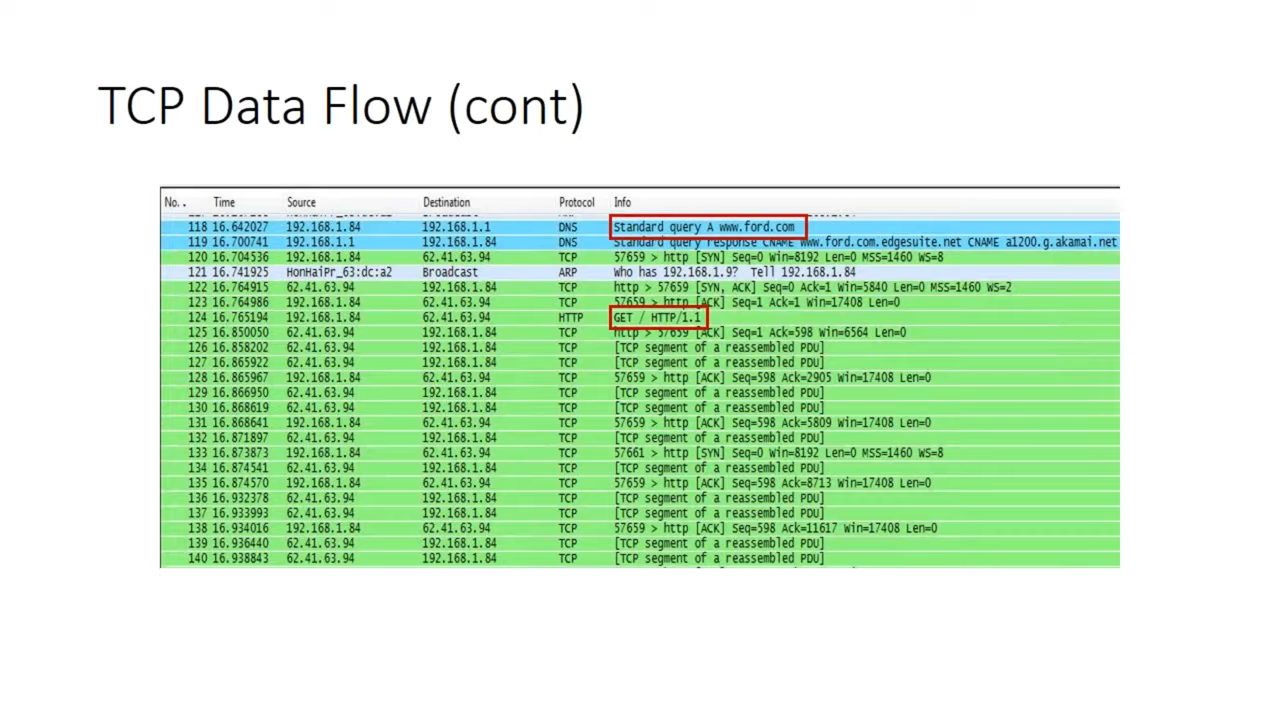 TCP Data Flow (cont)
No. . Time Source Destination Protocol Info
118 16.642027 192.168.1.84 192.168.1.1 DNS Standard query A www.ford.com
119 16.700741 192.168.1.1 192.168.1.84 DNS Standard query response CNAME www.ford.com.edgesuite.net CNAME a1200.g.akamai.net
120 16.704536 192.168.1.84 62.41.63.94 TCP 57659 > http [SYN] Seq=0 Win=8192 Len=0 MSS=1460 WS=8
121 16.741925 HonHaiPr_63:dc:a2 Broadcast ARP Who has 192.168.1.9? Tell 192.168.1.84
122 16.764915 62.41.63.94 192.168.1.84 TCP http > 57659 [SYN, ACK] Seq=0 Ack=1 Win=5840 Len=0 MSS=1460 WS=2
123 16.764986 192.168.1.84 62.41.63.94 TCP 57659 > http [ACK] Seq=1 Ack=1 Win=17408 Len=0
124 16.765194 192.168.1.84 62.41.63.94 HTTP GET / HTTP/1.1
125 16.850050 62.41.63.94 192.168.1.84 TCP http > 57659 [ACK] Seq=1 Ack=598 Win=6564 Len=0
126 16.858202 62.41.63.94 192.168.1.84 TCP [TCP segment of a reassembled PDU]
127 16.865922 62.41.63.94 192.168.1.84 TCP [TCP segment of a reassembled PDU]
128 16.865967 192.168.1.84 62.41.63.94 TCP 57659 > http [ACK] Seq=598 Ack=2905 Win=17408 Len=0
129 16.866950 62.41.63.94 192.168.1.84 TCP [TCP segment of a reassembled PDU]
130 16.868619 62.41.63.94 192.168.1.84 TCP [TCP segment of a reassembled PDU]
131 16.868641 192.168.1.84 62.41.63.94 TCP 57659 > http [ACK] Seq=598 Ack=5809 Win=17408 Len=0
132 16.871897 62.41.63.94 192.168.1.84 TCP [TCP segment of a reassembled PDU]
133 16.873873 192.168.1.84 62.41.63.94 TCP 57661 > http [SYN] Seq=0 Win=8192 Len=0 MSS=1460 WS=8
134 16.874541 62.41.63.94 192.168.1.84 TCP [TCP segment of a reassembled PDU]
135 16.874570 192.168.1.84 62.41.63.94 TCP 57659 > http [ACK] Seq=598 Ack=8713 Win=17408 Len=0
136 16.932378 62.41.63.94 192.168.1.84 TCP [TCP segment of a reassembled PDU]
137 16.933993 62.41.63.94 192.168.1.84 TCP [TCP segment of a reassembled PDU]
138 16.934016 192.168.1.84 62.41.63.94 TCP 57659 > http [ACK] Seq=598 Ack=11617 Win=17408 Len=0
139 16.936440 62.41.63.94 192.168.1.84 TCP [TCP segment of a reassembled PDU]
140 16.938843 62.41.63.94 192.168.1.84 TCP [TCP segment of a reassembled PDU]